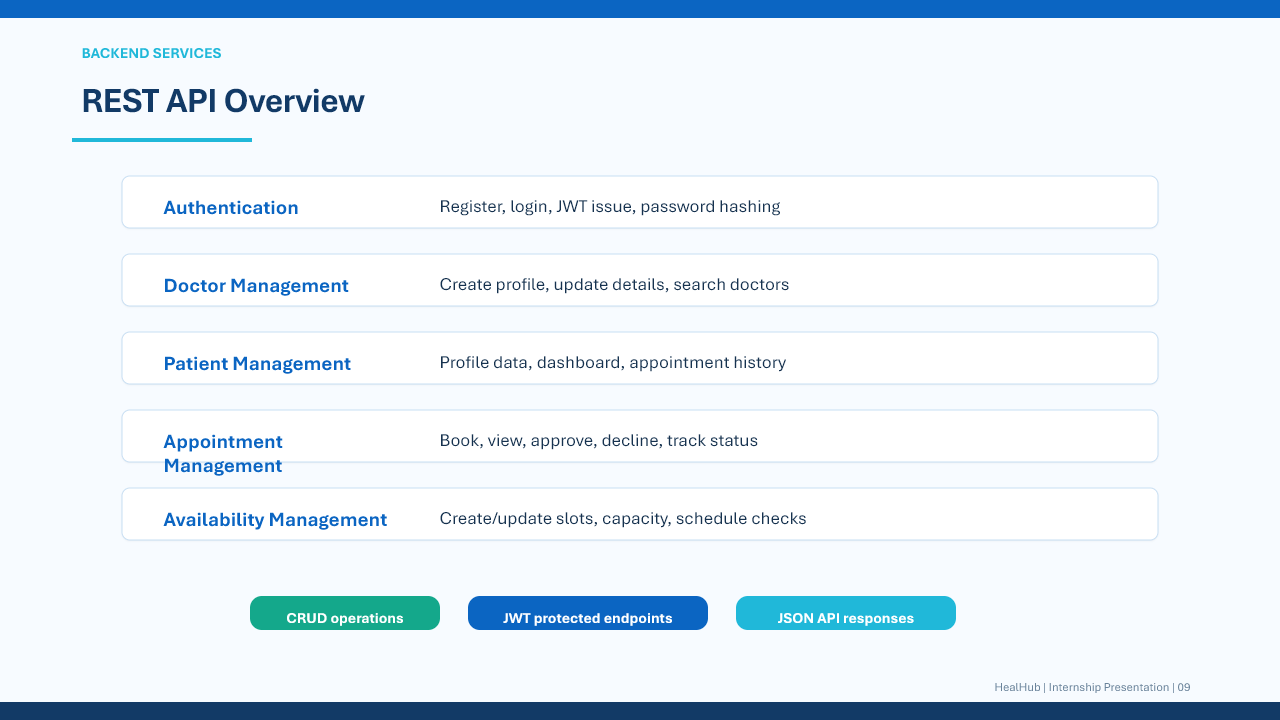 BACKEND SERVICES
REST API Overview
Authentication
Register, login, JWT issue, password hashing
Doctor Management
Create profile, update details, search doctors
Patient Management
Profile data, dashboard, appointment history
Appointment
Management
Book, view, approve, decline, track status
Availability Management
Create/update slots, capacity, schedule checks
CRUD operations
JWT protected endpoints
JSON API responses
HealHub | Internship Presentation | 09